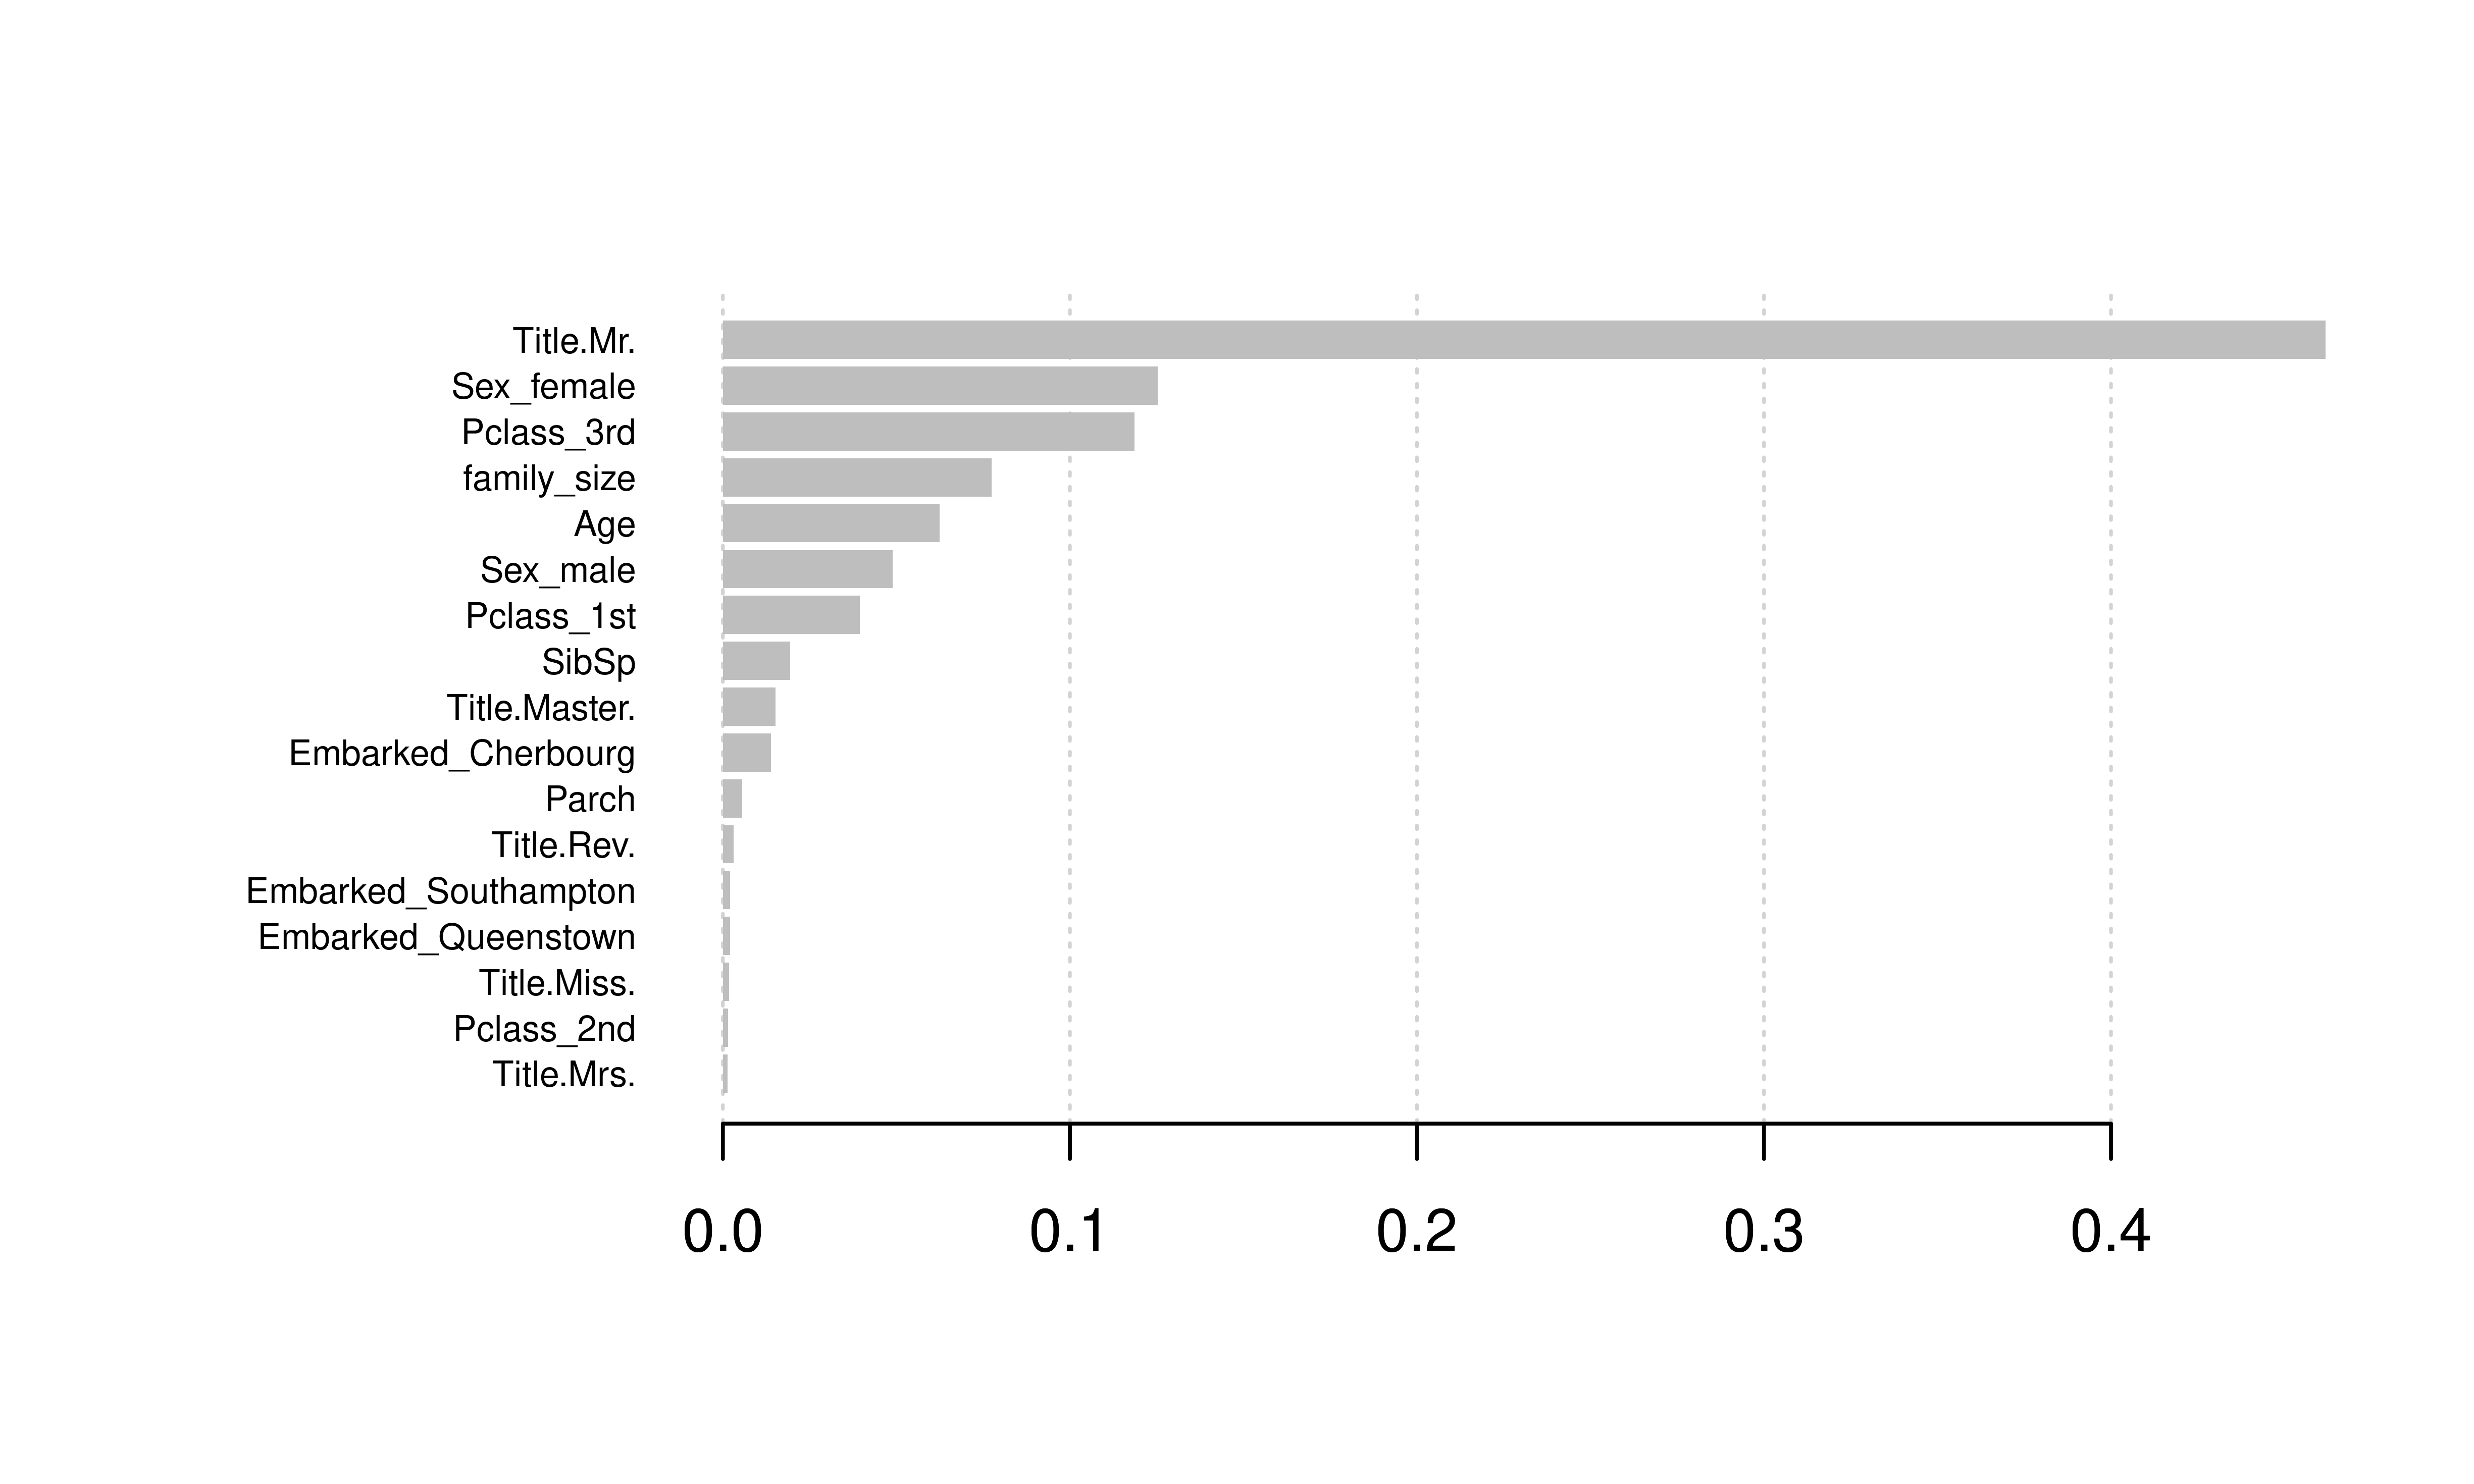 Title.Mr.
Sex_female
Pclass_3rd
family_size
Age
Sex_male
Pclass_1st
SibSp
Title.Master.
Embarked_Cherbourg
Parch
Title.Rev.
Embarked_Southampton
Embarked_Queenstown
Title.Miss.
Pclass_2nd
Title.Mrs.
0.0 0.1 0.2 0.3 0.4